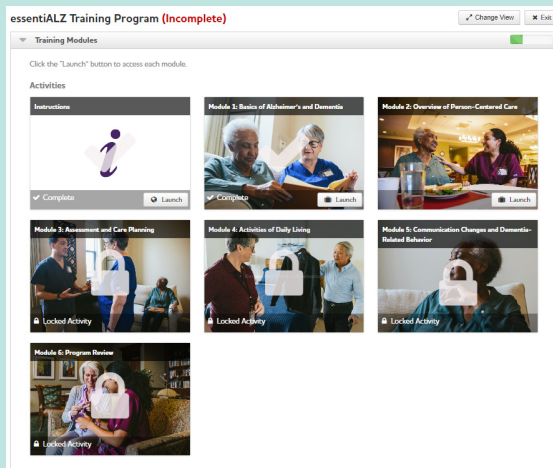 essentiALZ Training Program (Incomplete)
Change View
Exit
Training Modules
Click the "Launch" button to access each module.
Activities
Instructions
Complete
Launch
Module 1: Basics of Alzheimer's and Dementia
Complete
Launch
Module 2: Overview of Person-Centered Care
Launch
Module 3: Assessment and Care Planning
Locked Activity
Module 4: Activities of Daily Living
Locked Activity
Module 5: Communication Changes and Dementia-
Related Behavior
Locked Activity
Module 6: Program Review
Locked Activity